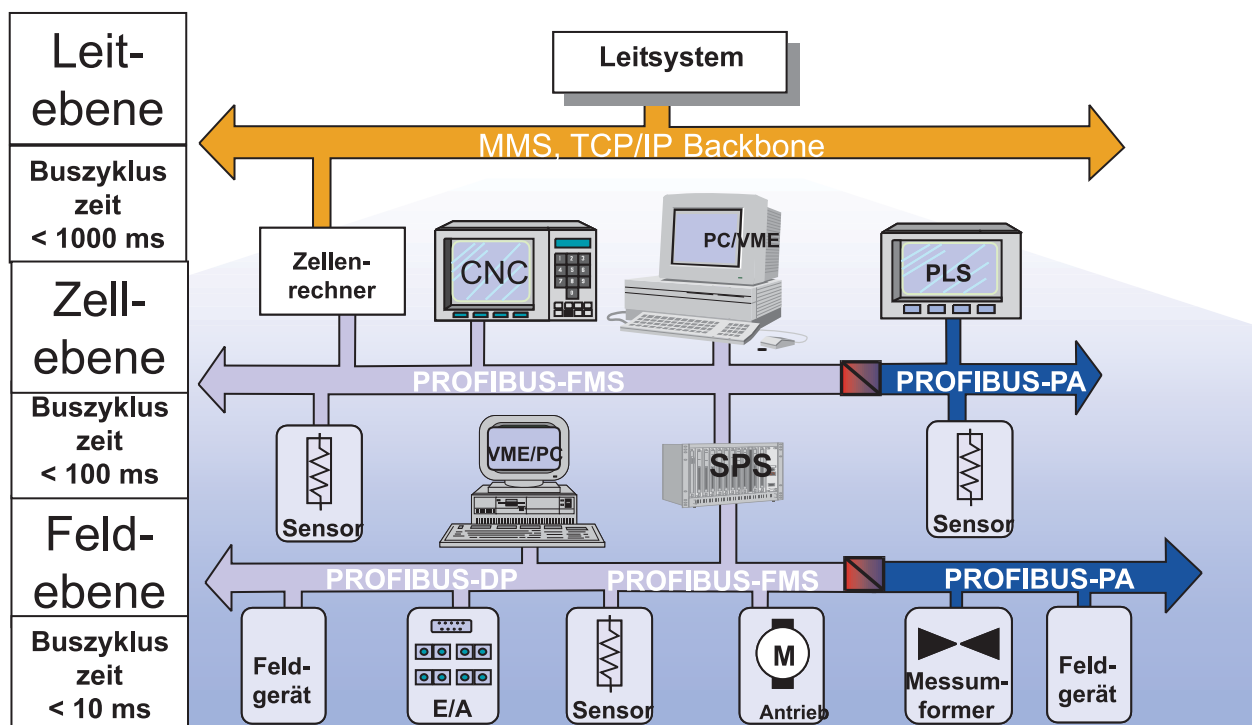 Leit-
ebene
Buszyklus
zeit
< 1000 ms
Zell-
ebene
Buszyklus
zeit
< 100 ms
Feld-
ebene
Buszyklus
zeit
< 10 ms
Leitsystem
MMS, TCP/IP Backbone
Zellen-
rechner
CNC
PC/VME
PLS
PROFIBUS-FMS
PROFIBUS-PA
Sensor
VME/PC
SPS
Sensor
PROFIBUS-DP
PROFIBUS-FMS
PROFIBUS-PA
Feld-
gerät
E/A
Sensor
M
Antrieb
Messum-
former
Feld-
gerät